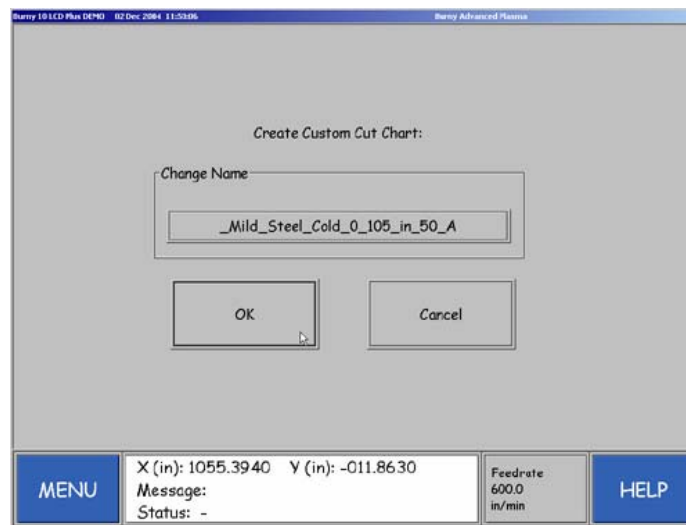 Burny 10 LCD Plus DEMO 02 Dec 2004 11:53:06 Burny Advanced Plasma
Create Custom Cut Chart:
Change Name
_Mild_Steel_Cold_0_105_in_50_A
OK Cancel
MENU
X (in): 1055.3940 Y (in): -011.8630
Message:
Status: -
Feedrate
600.0
in/min
HELP